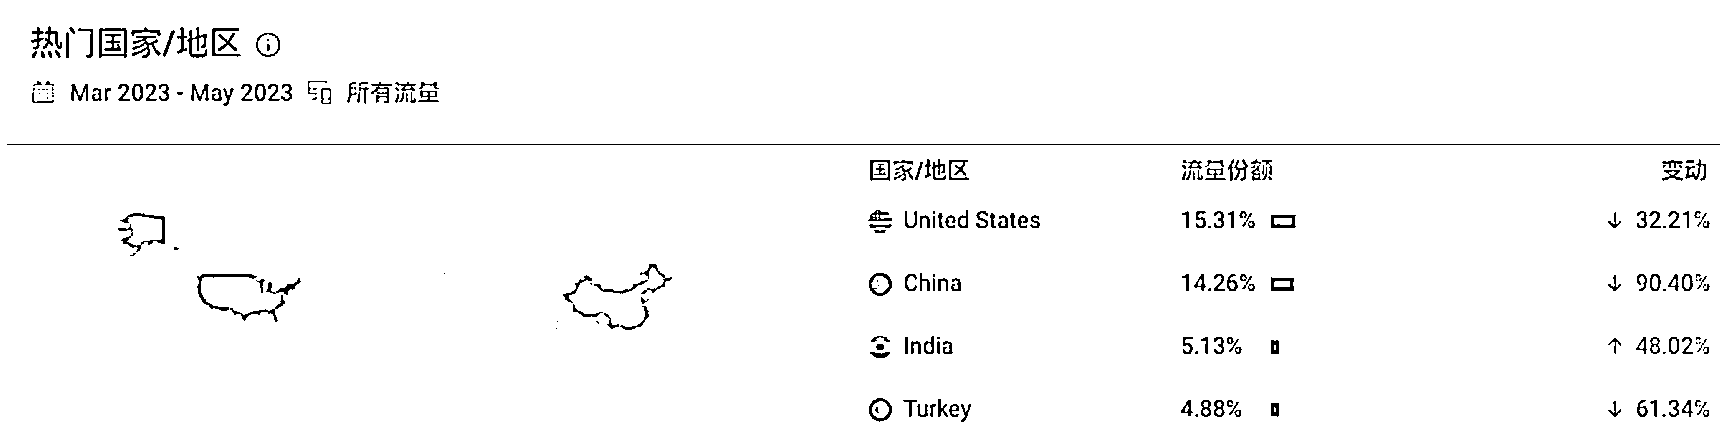 热门国家/地区
Mar 2023 - May 2023 所有流量
国家/地区 流量份额 变动
United States 15.31% ↓ 32.21%
China 14.26% ↓ 90.40%
India 5.13% ↑ 48.02%
Turkey 4.88% ↓ 61.34%